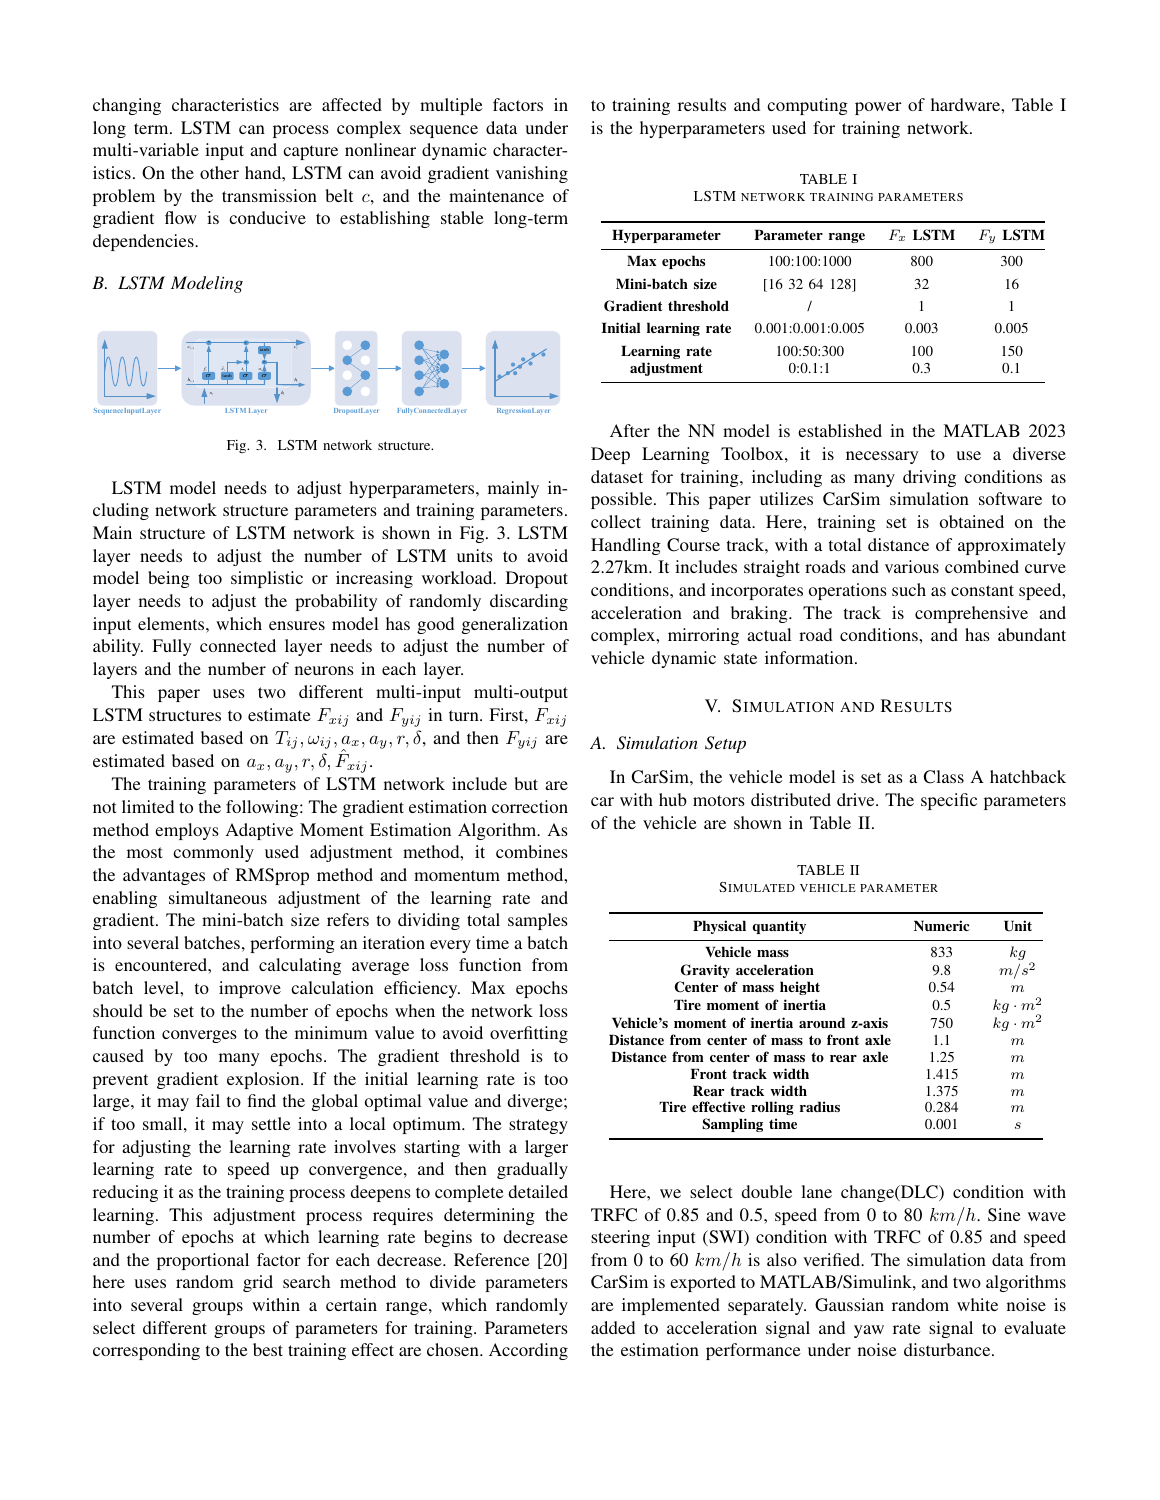 changing characteristics are affected by multiple factors in
long term. LSTM can process complex sequence data under
multi-variable input and capture nonlinear dynamic character-
istics. On the other hand, LSTM can avoid gradient vanishing
problem by the transmission belt c, and the maintenance of
gradient flow is conducive to establishing stable long-term
dependencies.
B. LSTM Modeling
SequenceInputLayer LSTM Layer DropoutLayer FullyConnectedLayer RegressionLayer
Fig. 3. LSTM network structure.
LSTM model needs to adjust hyperparameters, mainly in-
cluding network structure parameters and training parameters.
Main structure of LSTM network is shown in Fig. 3. LSTM
layer needs to adjust the number of LSTM units to avoid
model being too simplistic or increasing workload. Dropout
layer needs to adjust the probability of randomly discarding
input elements, which ensures model has good generalization
ability. Fully connected layer needs to adjust the number of
layers and the number of neurons in each layer.
This paper uses two different multi-input multi-output
LSTM structures to estimate F_{xij} and F_{yij} in turn. First, F_{xij}
are estimated based on T_{ij}, ω_{ij}, a_x, a_y, r, δ, and then F_{yij} are
estimated based on a_x, a_y, r, δ, F̂_{xij}.
The training parameters of LSTM network include but are
not limited to the following: The gradient estimation correction
method employs Adaptive Moment Estimation Algorithm. As
the most commonly used adjustment method, it combines
the advantages of RMSprop method and momentum method,
enabling simultaneous adjustment of the learning rate and
gradient. The mini-batch size refers to dividing total samples
into several batches, performing an iteration every time a batch
is encountered, and calculating average loss function from
batch level, to improve calculation efficiency. Max epochs
should be set to the number of epochs when the network loss
function converges to the minimum value to avoid overfitting
caused by too many epochs. The gradient threshold is to
prevent gradient explosion. If the initial learning rate is too
large, it may fail to find the global optimal value and diverge;
if too small, it may settle into a local optimum. The strategy
for adjusting the learning rate involves starting with a larger
learning rate to speed up convergence, and then gradually
reducing it as the training process deepens to complete detailed
learning. This adjustment process requires determining the
number of epochs at which learning rate begins to decrease
and the proportional factor for each decrease. Reference [20]
here uses random grid search method to divide parameters
into several groups within a certain range, which randomly
select different groups of parameters for training. Parameters
corresponding to the best training effect are chosen. According
to training results and computing power of hardware, Table I
is the hyperparameters used for training network.
TABLE I
LSTM NETWORK TRAINING PARAMETERS
Hyperparameter Parameter range F_x LSTM F_y LSTM
Max epochs 100:100:1000 800 300
Mini-batch size [16 32 64 128] 32 16
Gradient threshold / 1 1
Initial learning rate 0.001:0.001:0.005 0.003 0.005
Learning rate 100:50:300 100 150
adjustment 0:0.1:1 0.3 0.1
After the NN model is established in the MATLAB 2023
Deep Learning Toolbox, it is necessary to use a diverse
dataset for training, including as many driving conditions as
possible. This paper utilizes CarSim simulation software to
collect training data. Here, training set is obtained on the
Handling Course track, with a total distance of approximately
2.27km. It includes straight roads and various combined curve
conditions, and incorporates operations such as constant speed,
acceleration and braking. The track is comprehensive and
complex, mirroring actual road conditions, and has abundant
vehicle dynamic state information.
V. SIMULATION AND RESULTS
A. Simulation Setup
In CarSim, the vehicle model is set as a Class A hatchback
car with hub motors distributed drive. The specific parameters
of the vehicle are shown in Table II.
TABLE II
SIMULATED VEHICLE PARAMETER
Physical quantity Numeric Unit
Vehicle mass 833 kg
Gravity acceleration 9.8 m/s²
Center of mass height 0.54 m
Tire moment of inertia 0.5 kg · m²
Vehicle's moment of inertia around z-axis 750 kg · m²
Distance from center of mass to front axle 1.1 m
Distance from center of mass to rear axle 1.25 m
Front track width 1.415 m
Rear track width 1.375 m
Tire effective rolling radius 0.284 m
Sampling time 0.001 s
Here, we select double lane change(DLC) condition with
TRFC of 0.85 and 0.5, speed from 0 to 80 km/h. Sine wave
steering input (SWI) condition with TRFC of 0.85 and speed
from 0 to 60 km/h is also verified. The simulation data from
CarSim is exported to MATLAB/Simulink, and two algorithms
are implemented separately. Gaussian random white noise is
added to acceleration signal and yaw rate signal to evaluate
the estimation performance under noise disturbance.